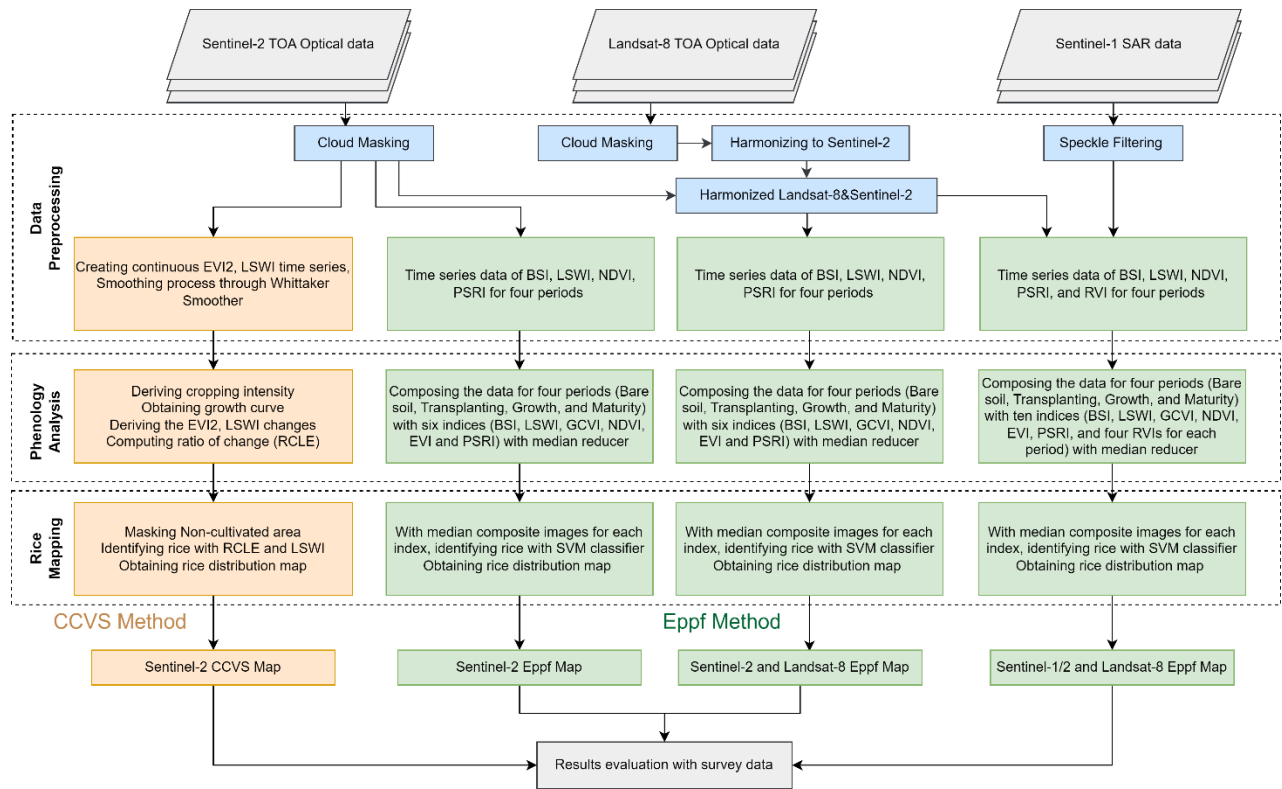 Sentinel-2 TOA Optical data
Landsat-8 TOA Optical data
Sentinel-1 SAR data
Data
Preprocessing
Cloud Masking
Cloud Masking
Harmonizing to Sentinel-2
Speckle Filtering
Harmonized Landsat-8&Sentinel-2
Creating continuous EVI2, LSWI time series,
Smoothing process through Whittaker
Smoother
Time series data of BSI, LSWI, NDVI,
PSRI for four periods
Time series data of BSI, LSWI, NDVI,
PSRI for four periods
Time series data of BSI, LSWI, NDVI,
PSRI, and RVI for four periods
Phenology
Analysis
Deriving cropping intensity
Obtaining growth curve
Deriving the EVI2, LSWI changes
Computing ratio of change (RCLE)
Composing the data for four periods (Bare
soil, Transplanting, Growth, and Maturity)
with six indices (BSI, LSWI, GCVI, NDVI,
EVI and PSRI) with median reducer
Composing the data for four periods (Bare
soil, Transplanting, Growth, and Maturity)
with six indices (BSI, LSWI, GCVI, NDVI,
EVI and PSRI) with median reducer
Composing the data for four periods (Bare
soil, Transplanting, Growth, and Maturity)
with ten indices (BSI, LSWI, GCVI, NDVI,
EVI, PSRI, and four RVIs for each
period) with median reducer
Rice
Mapping
Masking Non-cultivated area
Identifying rice with RCLE and LSWI
Obtaining rice distribution map
With median composite images for each
index, identifying rice with SVM classifier
Obtaining rice distribution map
With median composite images for each
index, identifying rice with SVM classifier
Obtaining rice distribution map
With median composite images for each
index, identifying rice with SVM classifier
Obtaining rice distribution map
CCVS Method
Eppf Method
Sentinel-2 CCVS Map
Sentinel-2 Eppf Map
Sentinel-2 and Landsat-8 Eppf Map
Sentinel-1/2 and Landsat-8 Eppf Map
Results evaluation with survey data